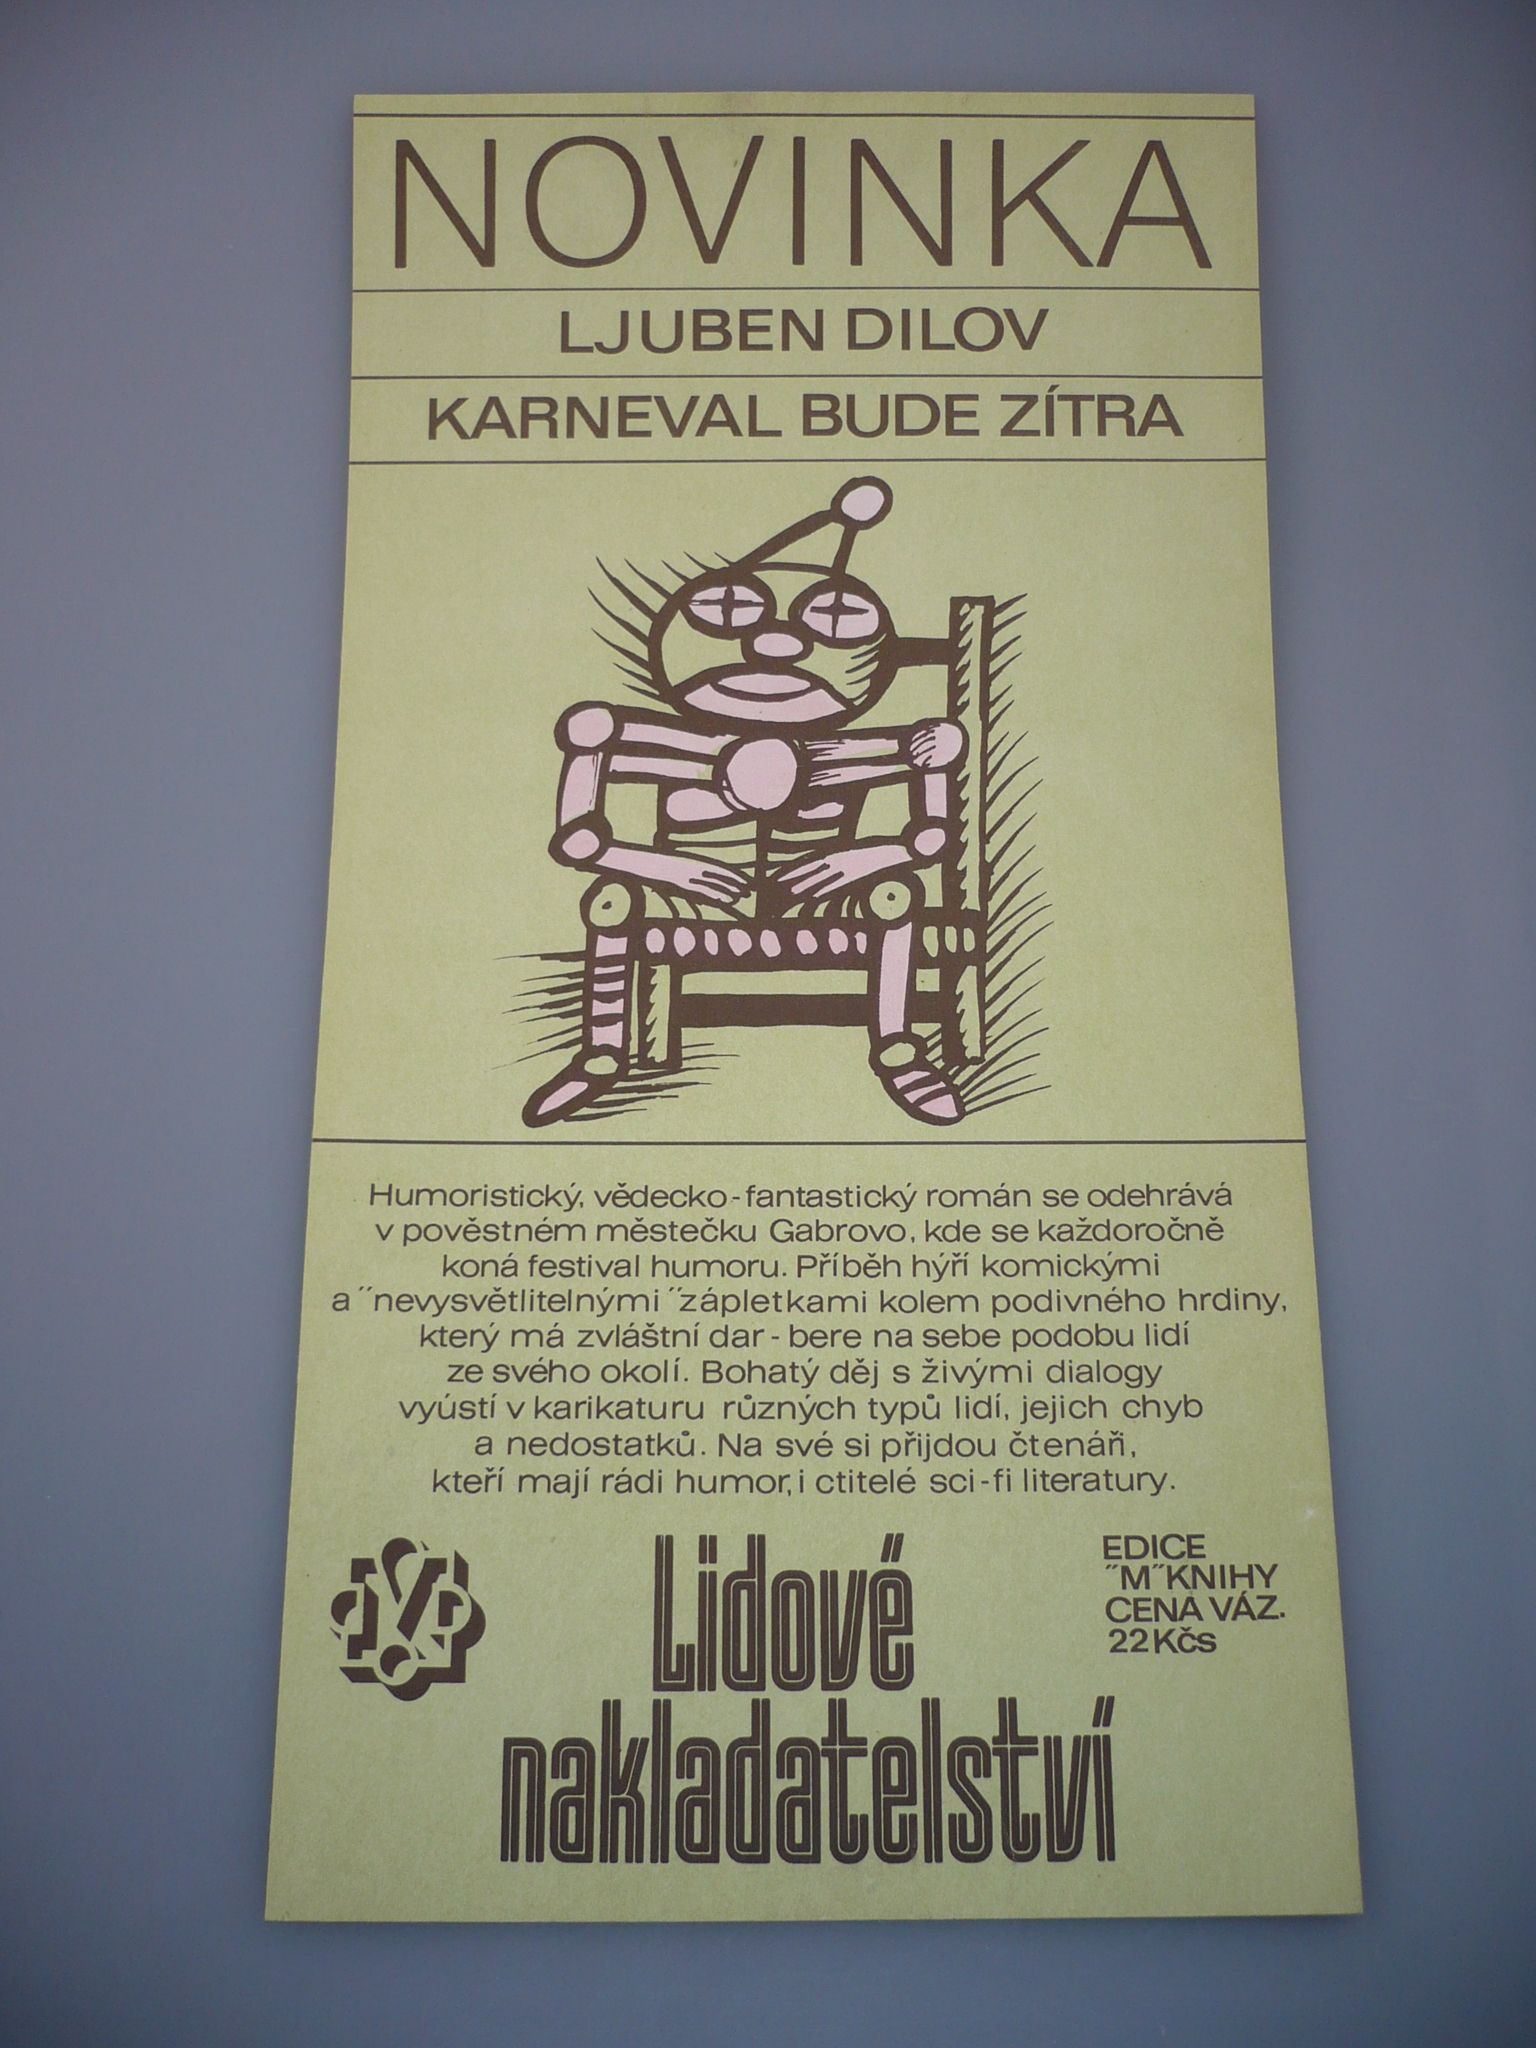 NOVINKA
LJUBEN DILOV
KARNEVAL BUDE ZÍTRA
Humoristický, vědecko-fantastický román se odehrává
v pověstném městečku Gabrovo, kde se každoročně
koná festival humoru. Příběh hýří komickými
a ˝nevysvětlitelnými˝ zápletkami kolem podivného hrdiny,
který má zvláštní dar - bere na sebe podobu lidí
ze svého okolí. Bohatý děj s živými dialogy
vyústí v karikaturu různých typů lidí, jejich chyb
a nedostatků. Na své si přijdou čtenáři,
kteří mají rádi humor, i ctitelé sci-fi literatury.
Lidové
nakladatelství
EDICE
˝M˝ KNIHY
CENA VÁZ.
22 Kčs